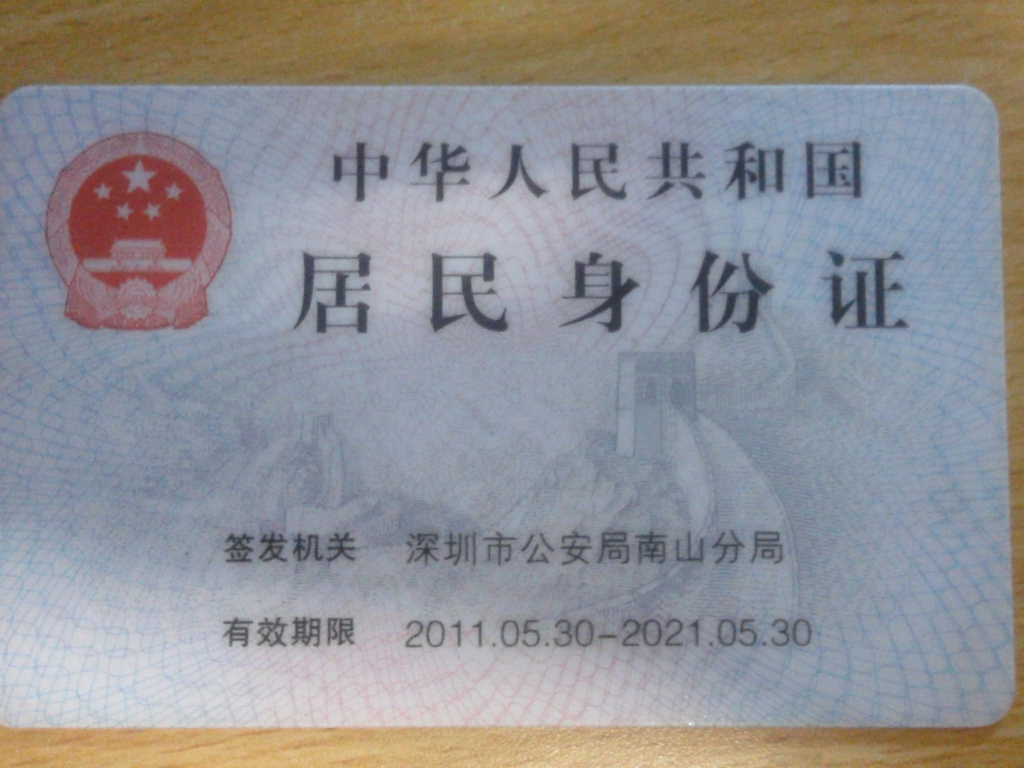 中华人民共和国
居民身份证
签发机关 深圳市公安局南山分局
有效期限 2011.05.30-2021.05.30